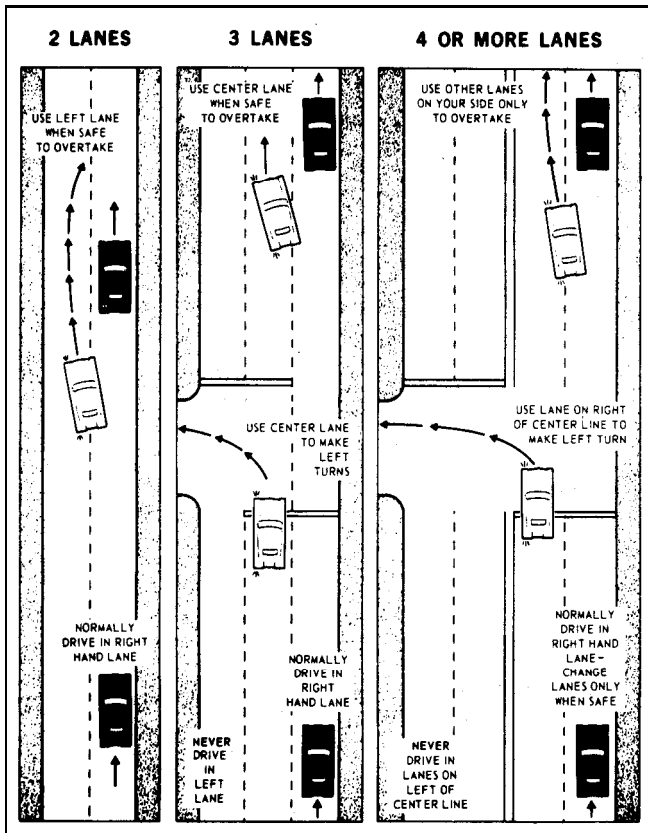 2 LANES
USE LEFT LANE
WHEN SAFE
TO OVERTAKE
NORMALLY
DRIVE IN RIGHT
HAND LANE
3 LANES
USE CENTER LANE
WHEN SAFE
TO OVERTAKE
USE CENTER LANE
TO MAKE
LEFT
TURNS
NORMALLY
DRIVE IN
RIGHT
HAND LANE
NEVER
DRIVE
IN
LEFT
LANE
4 OR MORE LANES
USE OTHER LANES
ON YOUR SIDE ONLY
TO OVERTAKE
USE LANE ON RIGHT
OF CENTER LINE TO
MAKE LEFT TURN
NORMALLY
DRIVE IN
RIGHT HAND
LANE-
CHANGE
LANES ONLY
WHEN SAFE
NEVER
DRIVE IN
LANES ON
LEFT OF
CENTER LINE